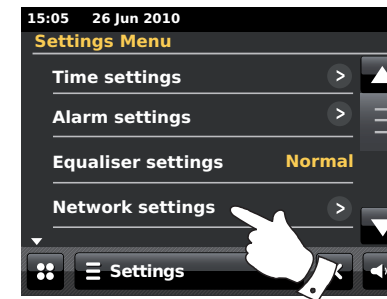 15:05 26 Jun 2010
Settings Menu
Time settings >
Alarm settings >
Equaliser settings Normal
Network settings >
Settings